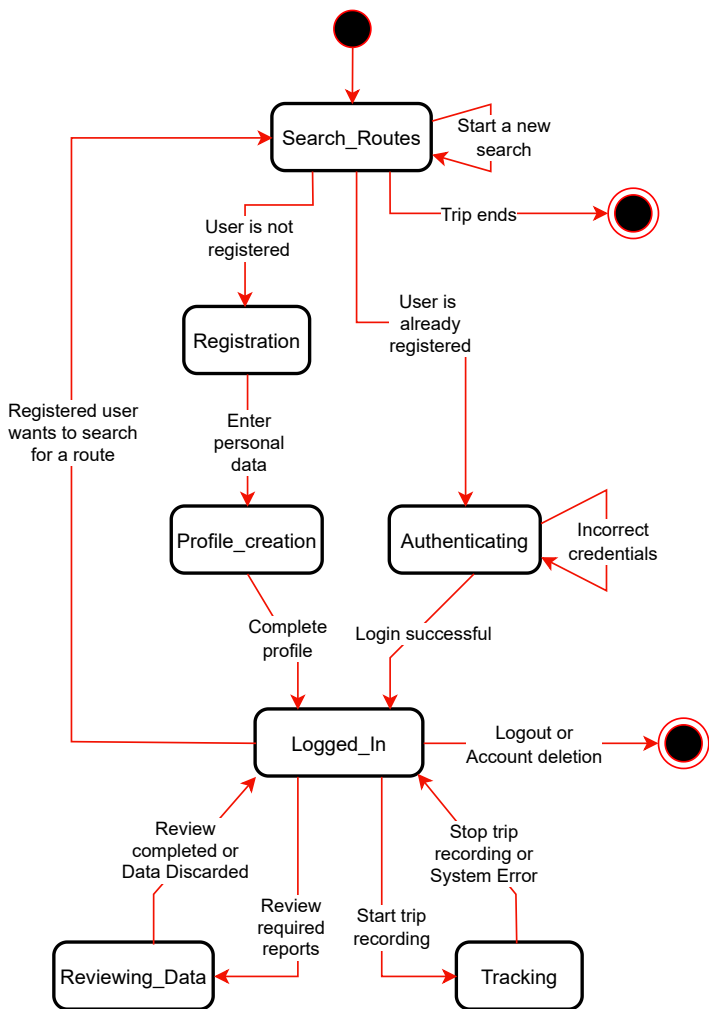 Search_Routes
Start a new
search
Trip ends
User is not
registered
User is
already
registered
Registration
Registered user
wants to search
for a route
Enter
personal
data
Profile_creation
Authenticating
Incorrect
credentials
Complete
profile
Login successful
Logged_In
Logout or
Account deletion
Review
completed or
Data Discarded
Stop trip
recording or
System Error
Review
required
reports
Start trip
recording
Reviewing_Data
Tracking